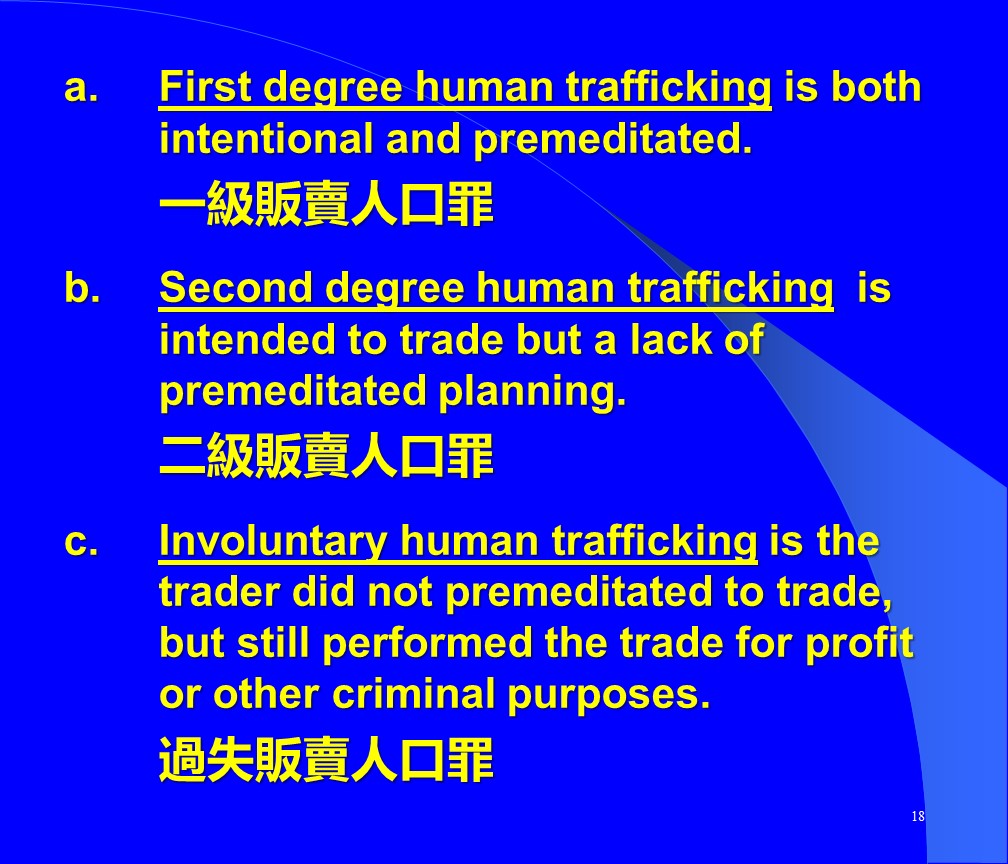 a. First degree human trafficking is both
intentional and premeditated.
一級販賣人口罪
b. Second degree human trafficking is
intended to trade but a lack of
premeditated planning.
二級販賣人口罪
c. Involuntary human trafficking is the
trader did not premeditated to trade,
but still performed the trade for profit
or other criminal purposes.
過失販賣人口罪
18